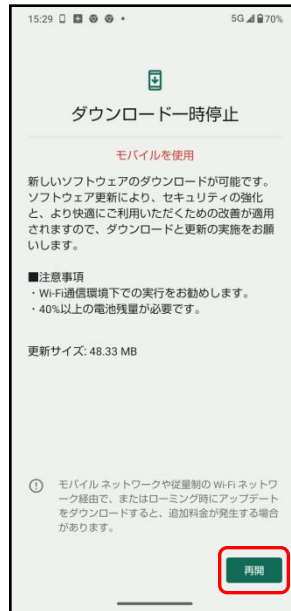 15:29 5G 70%
ダウンロード一時停止
モバイルを使用
新しいソフトウェアのダウンロードが可能です。
ソフトウェア更新により、セキュリティの強化
と、より快適にご利用いただくための改善が適用
されますので、ダウンロードと更新の実施をお願
いします。
■注意事項
・Wi-Fi通信環境下での実行をお勧めします。
・40%以上の電池残量が必要です。
更新サイズ: 48.33 MB
モバイル ネットワークや従量制の Wi-Fi ネットワ
ーク経由で、またはローミング時にアップデート
をダウンロードすると、追加料金が発生する場合
があります。
再開